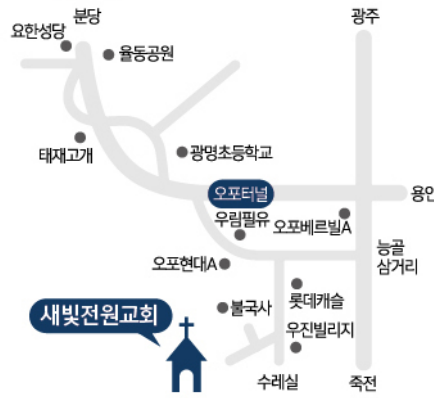 분당
광주
요한성당
율동공원
태재고개
광명초등학교
오포터널
용인
우림필유
오포베르빌A
능골
삼거리
오포현대A
롯데캐슬
불국사
새빛전원교회
우진빌리지
수레실
죽전